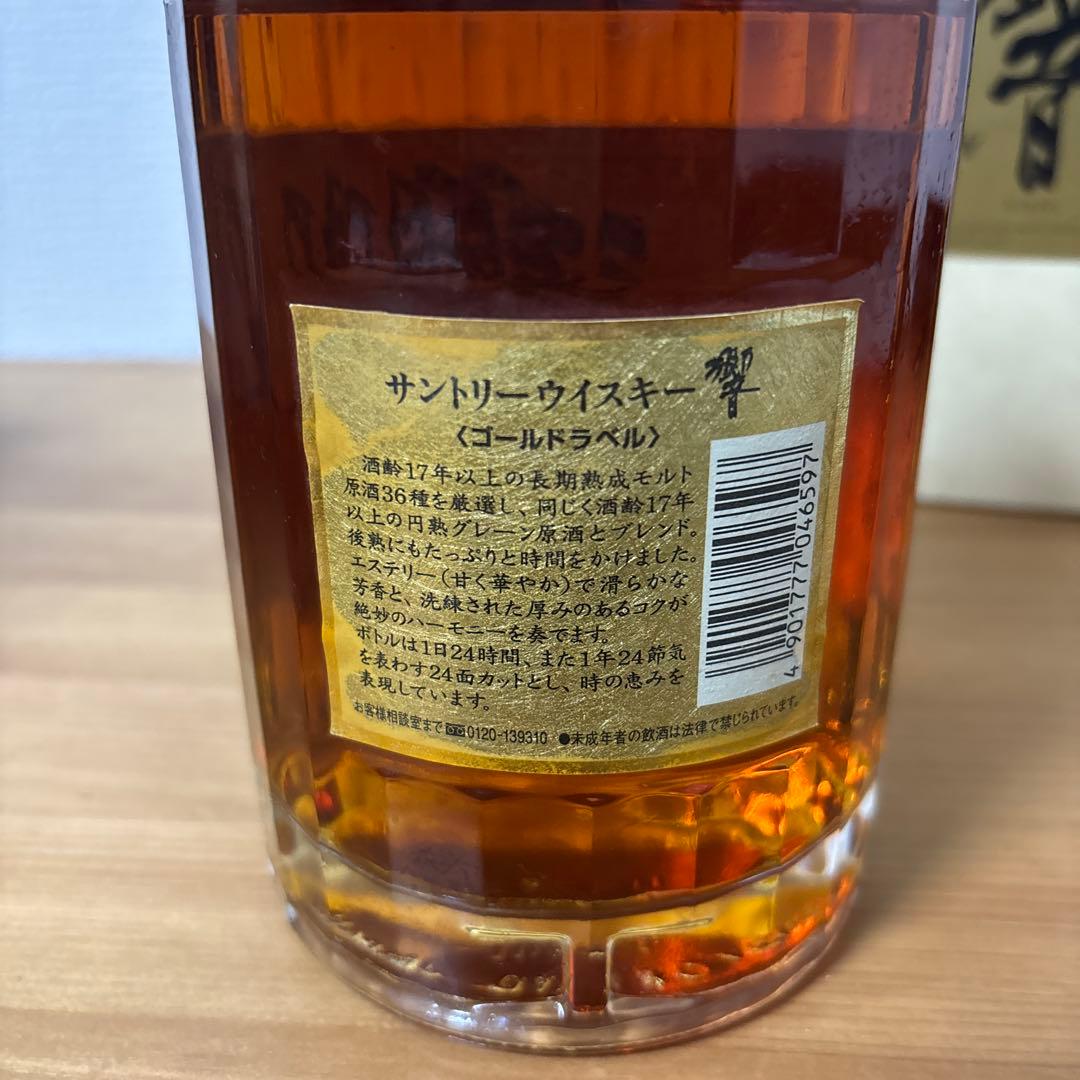 サントリーウイスキー 響
〈ゴールドラベル〉
酒齢17年以上の長期熟成モルト
原酒36種を厳選し、同じく酒齢17年
以上の円熟グレーン原酒とブレンド。
後熟にもたっぷりと時間をかけました。
エステリー(甘く華やか)で滑らかな
芳香と、洗練された厚みのあるコクが
絶妙のハーモニーを奏でます。
ボトルは1日24時間、また1年24節気
を表わす24面カットとし、時の恵みを
表現しています。
お客様相談室まで 0120-139310 ●未成年者の飲酒は法律で禁じられています。
4 901777 046597
響